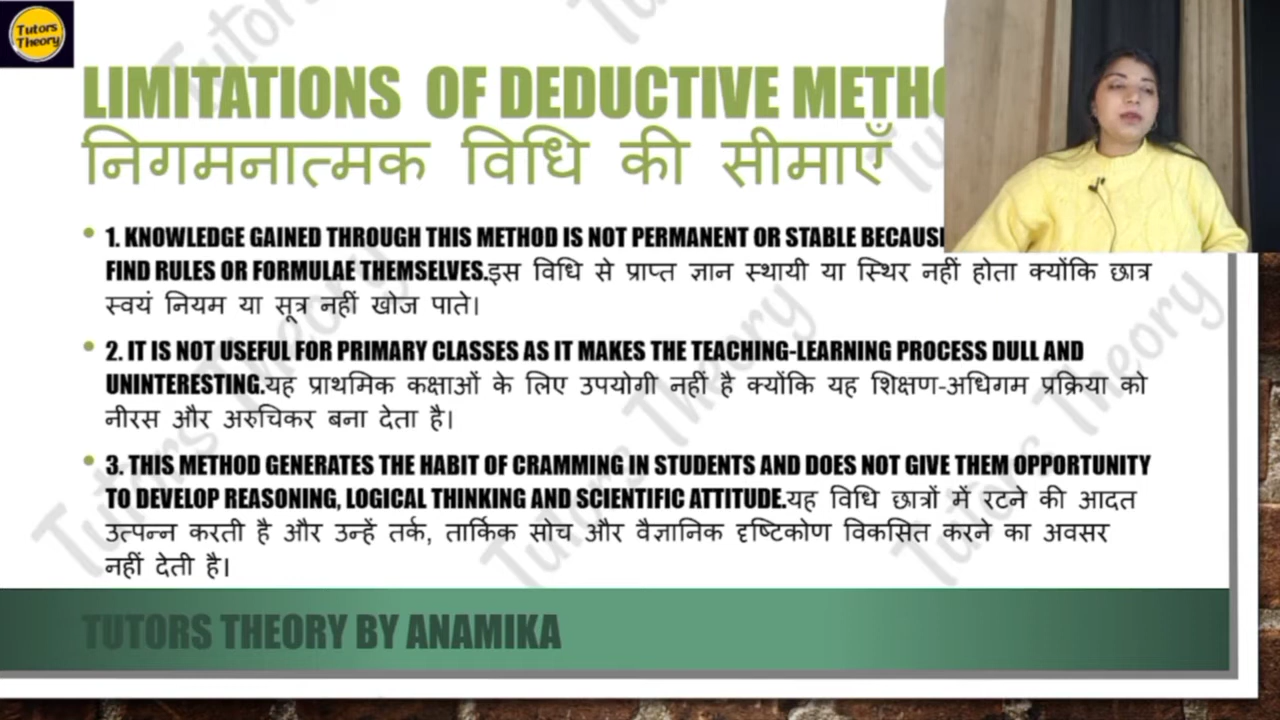 Tutors
Theory
LIMITATIONS OF DEDUCTIVE
निगमनात्मक विधि की सीमाएँ
1. KNOWLEDGE GAINED THROUGH THIS METHOD IS NOT PERMANENT OR STABLE
FIND RULES OR FORMULAE THEMSELVES.इस विधि से प्राप्त ज्ञान स्थायी या स्थिर नहीं होता क्योंकि छात्र
स्वयं नियम या सूत्र नहीं खोज पाते।
2. IT IS NOT USEFUL FOR PRIMARY CLASSES AS IT MAKES THE TEACHING-LEARNING PROCESS DULL AND
UNINTERESTING.यह प्राथमिक कक्षाओं के लिए उपयोगी नहीं है क्योंकि यह शिक्षण-अधिगम प्रक्रिया को
नीरस और अरुचिकर बना देता है।
3. THIS METHOD GENERATES THE HABIT OF CRAMMING IN STUDENTS AND DOES NOT GIVE THEM OPPORTUNITY
TO DEVELOP REASONING, LOGICAL THINKING AND SCIENTIFIC ATTITUDE.यह विधि छात्रों में रटने की आदत
उत्पन्न करती है और उन्हें तर्क, तार्किक सोच और वैज्ञानिक दृष्टिकोण विकसित करने का अवसर
नहीं देती है।
TUTORS THEORY BY ANAMIKA